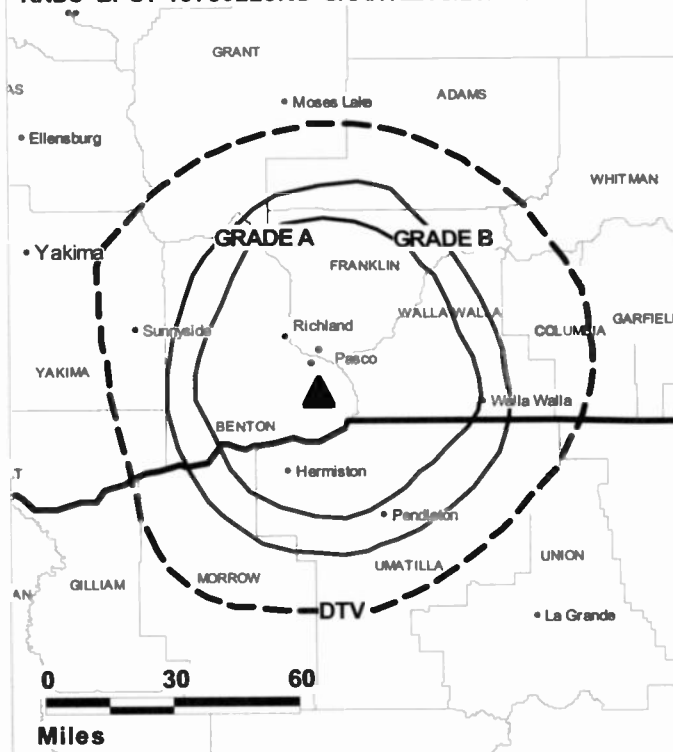 GRANT
Moses Lake
ADAMS
Ellensburg
WHITMAN
Yakima
GRADE A
GRADE B
FRANKLIN
WALLA WALLA
Richland
Sunnyside
COLUMBIA
Pasco
YAKIMA
Walla Walla
BENTON
Hermiston
Pendleton
UNION
UMATILLA
MORROW
GILLIAM
DTV
La Grande
0 30 60
Miles